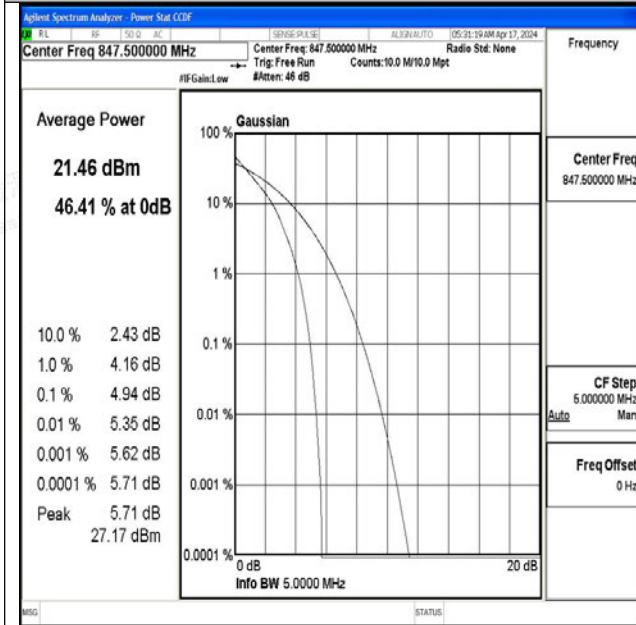 Agilent Spectrum Analyzer - Power Stat CCDF
RL RF 50 Ω AC SENSE:PULSE ALIGNAUTO 05:31:19 AM Apr 17, 2024
Center Freq 847.500000 MHz
Center Freq: 847.500000 MHz Radio Std: None
Trig: Free Run Counts:10.0 M/10.0 Mpt
#IFGain:Low #Atten: 46 dB
Frequency
Average Power
21.46 dBm
46.41 % at 0dB
10.0 % 2.43 dB
1.0 % 4.16 dB
0.1 % 4.94 dB
0.01 % 5.35 dB
0.001 % 5.62 dB
0.0001 % 5.71 dB
Peak 5.71 dB
27.17 dBm
Gaussian
100 %
10 %
1 %
0.1 %
0.01 %
0.001 %
0.0001 %
0 dB 20 dB
Info BW 5.0000 MHz
Center Freq
847.500000 MHz
CF Step
5.000000 MHz
Auto Man
Freq Offset
0 Hz
MSG STATUS